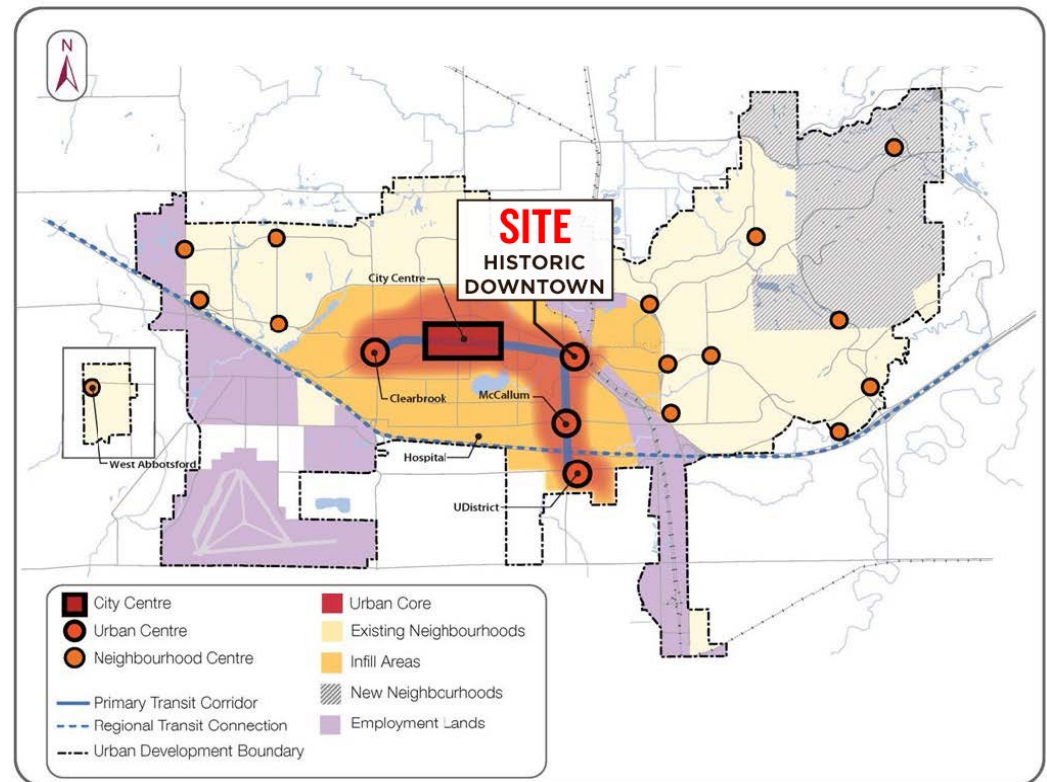 N
SITE
HISTORIC
DOWNTOWN
City Centre
Clearbrook
McCallum
Hospital
West Abbotsford
UDistrict
City Centre
Urban Centre
Neighbourhood Centre
Primary Transit Corridor
Regional Transit Connection
Urban Development Boundary
Urban Core
Existing Neighbourhoods
Infill Areas
New Neighbcurhoods
Employment Lands